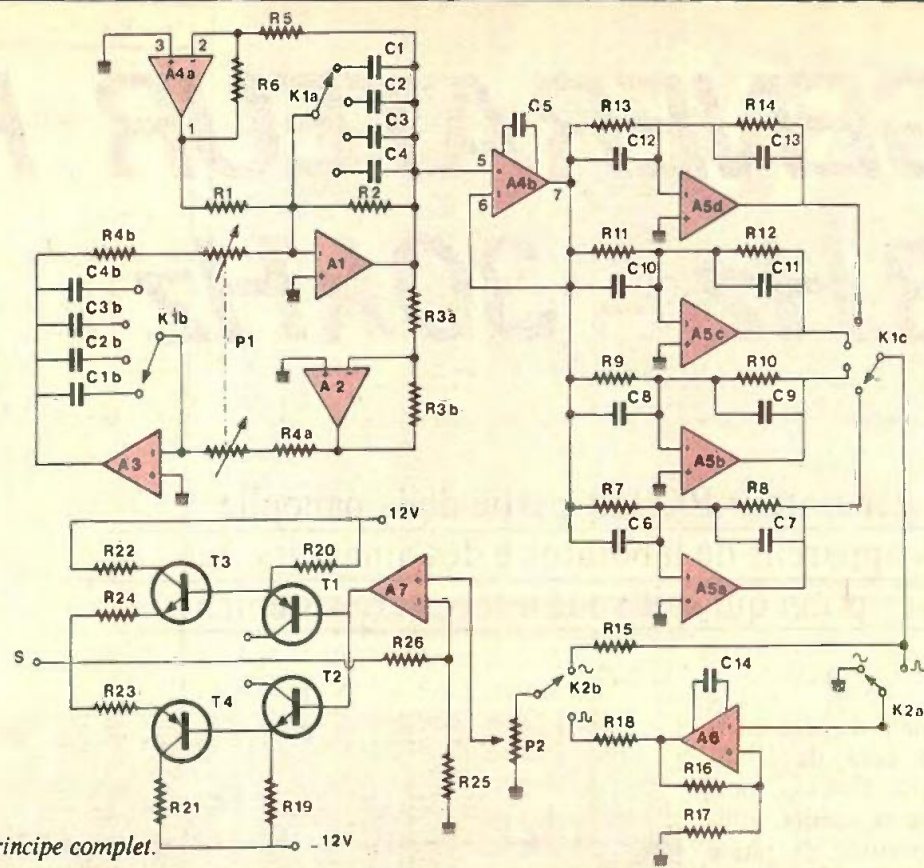 R5
3
2
A4a
R6
C1
K1a
C2
C3
C4
1
R1
R2
R4b
A1
C4b
C3b
C2b
C1b
K1b
P1
R3a
A2
R3b
R4a
A3
C5
5
6
A4b
7
R13
R14
C12
C13
A5d
R11
R12
C10
C11
A5c
K1c
R9
R10
C8
C9
A5b
R7
R8
C6
C7
A5a
12V
R22
T3
R20
T1
R24
A7
S
R26
R23
T4
T2
R21
R19
R25
-12V
R15
K2b
P2
R18
C14
A6
K2a
R16
R17
rincipe complet.